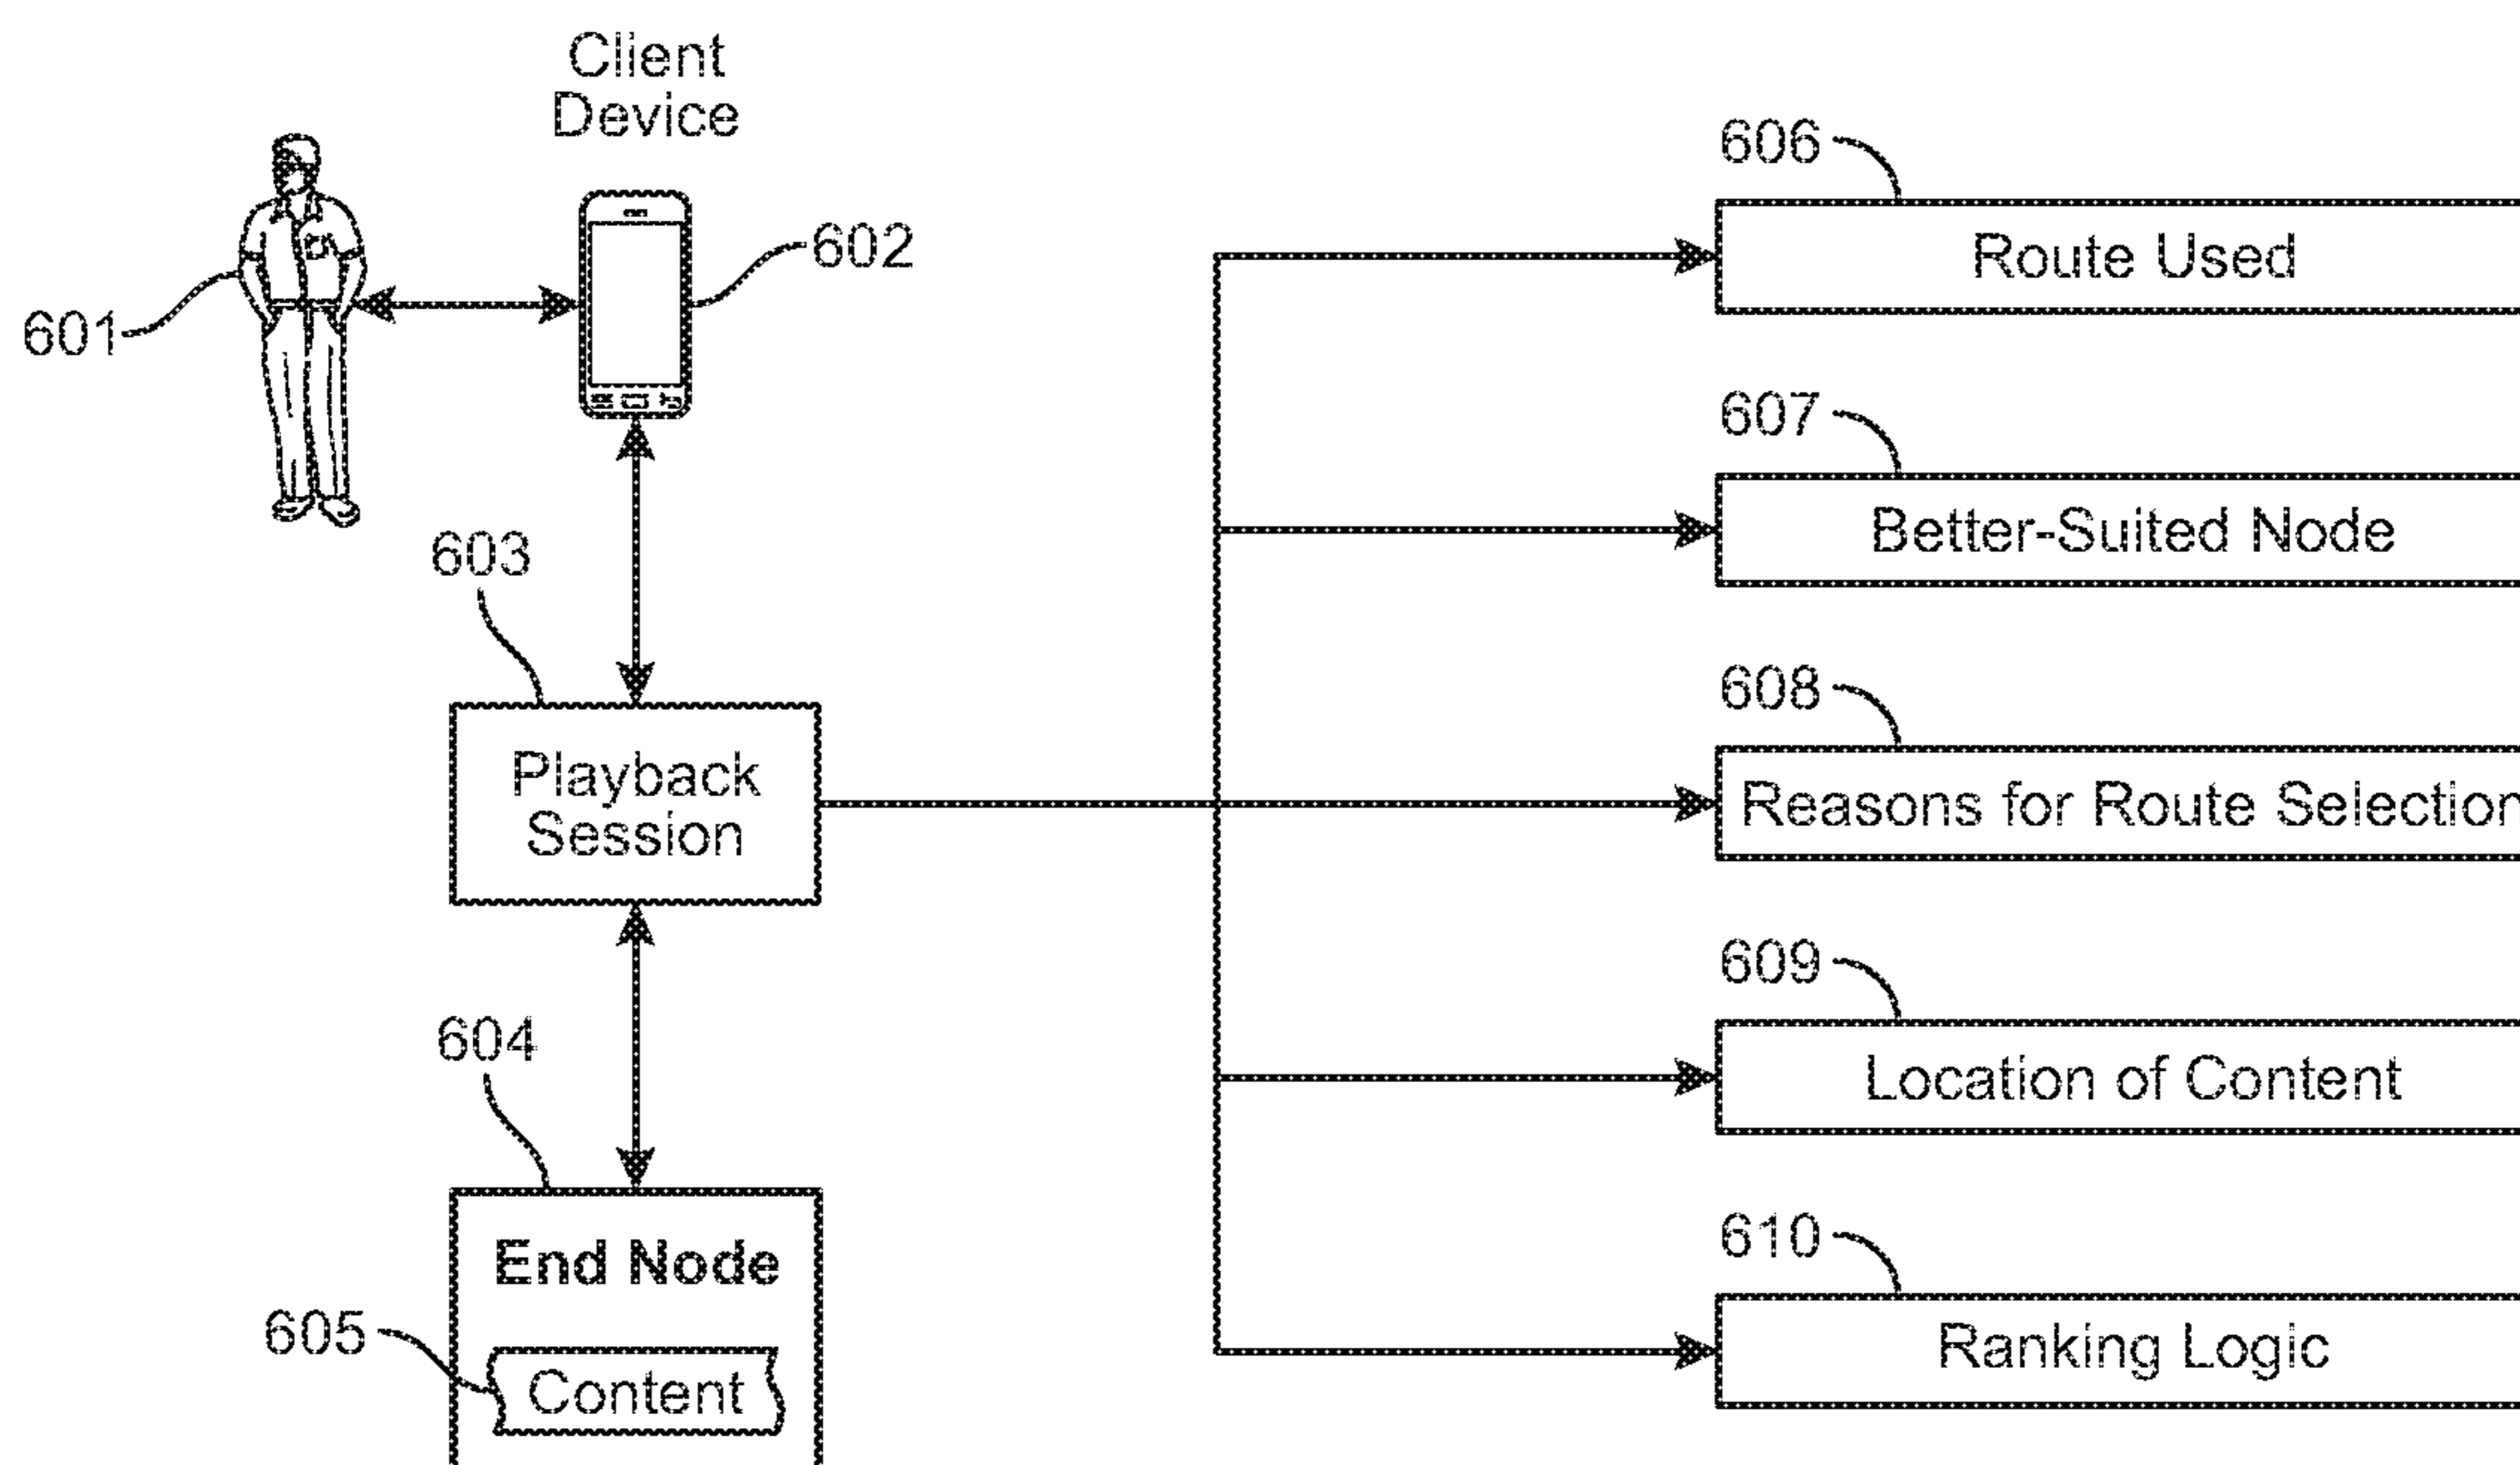 Client
Device
601
602
603
Playback
Session
604
End Node
605
Content
606
Route Used
607
Better-Suited Node
608
Reasons for Route Selection
609
Location of Content
610
Ranking Logic